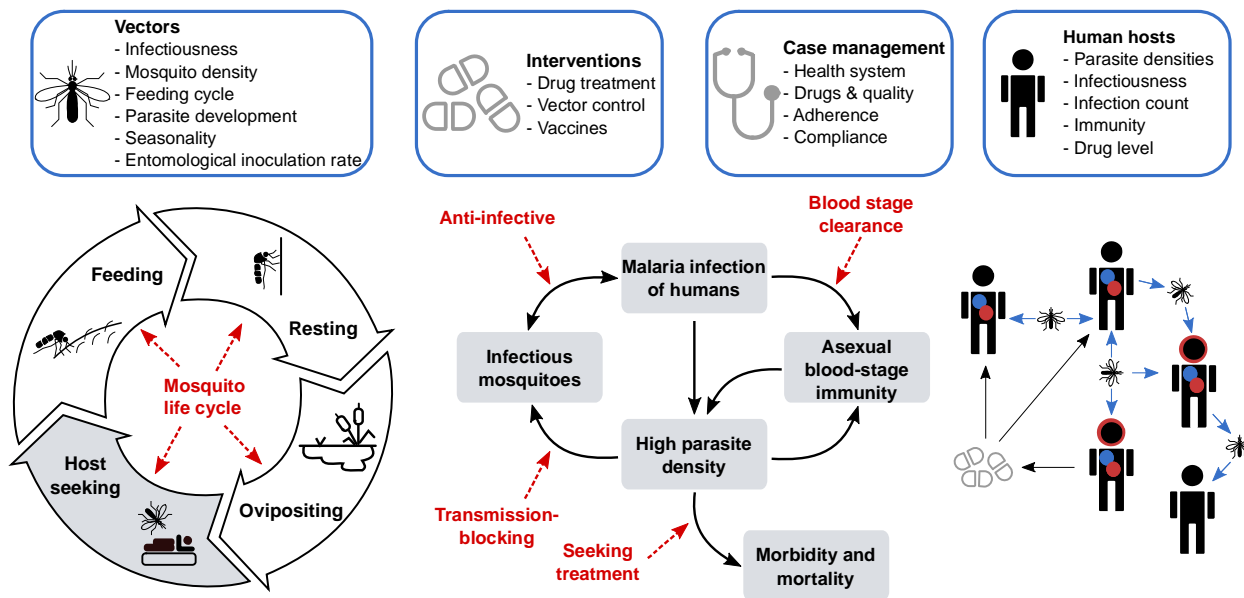 Vectors
- Infectiousness
- Mosquito density
- Feeding cycle
- Parasite development
- Seasonality
- Entomological inoculation rate
Interventions
- Drug treatment
- Vector control
- Vaccines
Case management
- Health system
- Drugs & quality
- Adherence
- Compliance
Human hosts
- Parasite densities
- Infectiousness
- Infection count
- Immunity
- Drug level
Feeding
Resting
Mosquito
life cycle
Host
seeking
Ovipositing
Anti-infective
Blood stage
clearance
Malaria infection
of humans
Infectious
mosquitoes
Asexual
blood-stage
immunity
High parasite
density
Transmission-
blocking
Seeking
treatment
Morbidity and
mortality